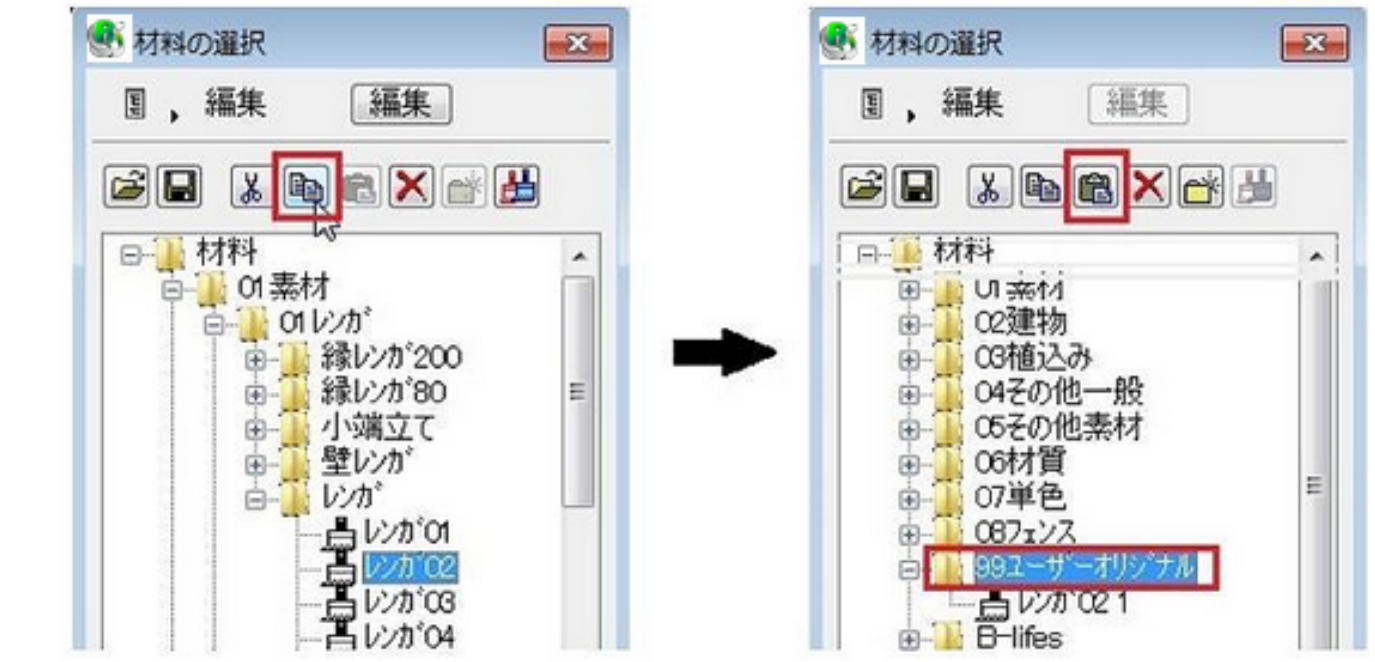 材料の選択
編集 編集
材料
01素材
01レンガ
縁レンガ200
縁レンガ80
小端立て
壁レンガ
レンガ
レンガ01
レンガ02
レンガ03
レンガ04
材料の選択
編集 編集
材料
01素材
02建物
03植込み
04その他一般
05その他素材
06材質
07単色
08フェンス
99ユーザーオリジナル
レンガ02 1
B-lifes